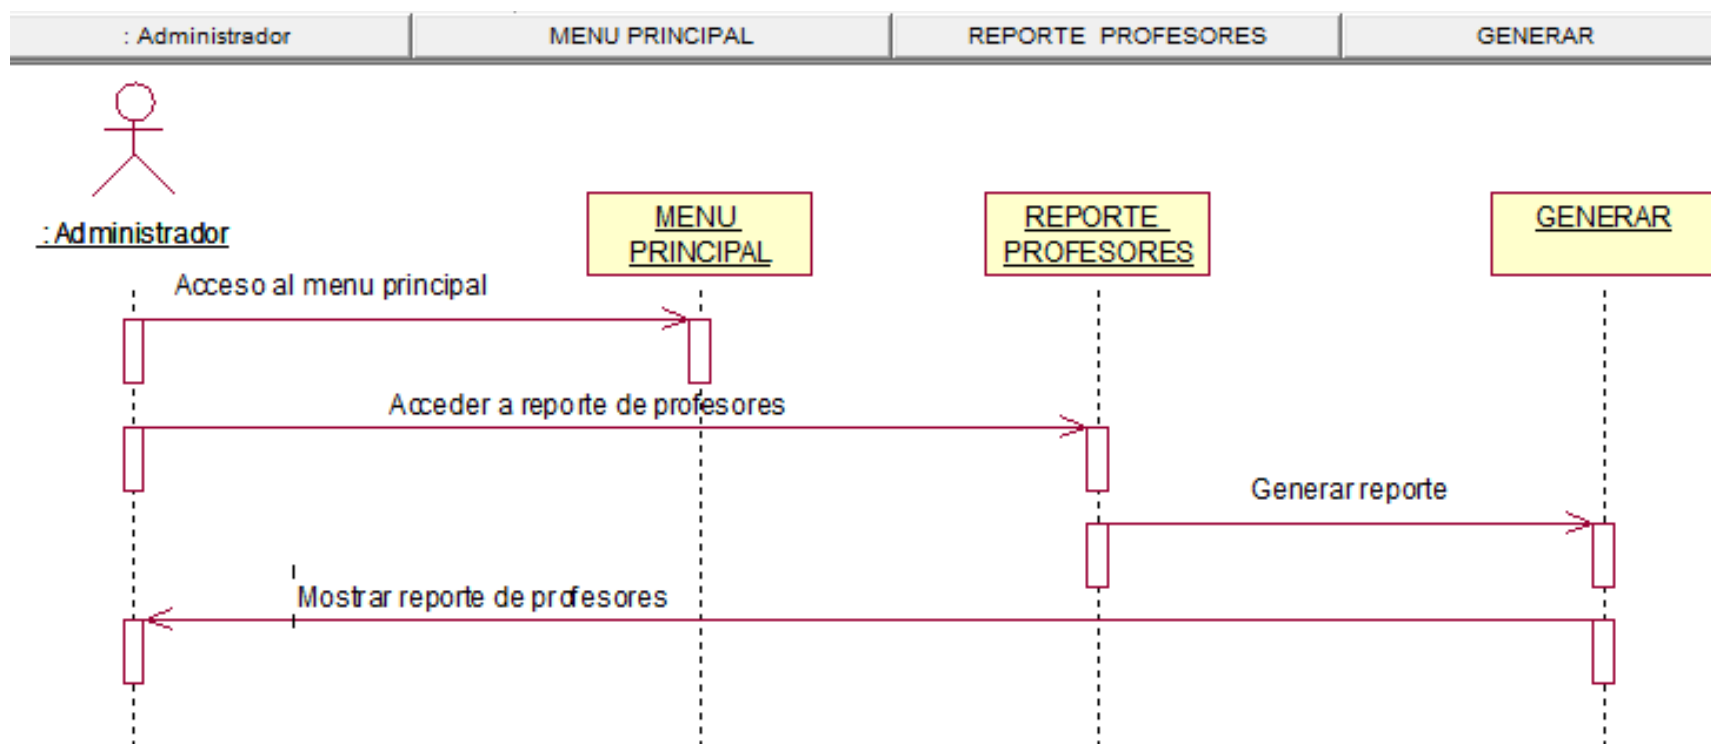 : Administrador
MENU PRINCIPAL
REPORTE PROFESORES
GENERAR
: Administrador
MENU
PRINCIPAL
REPORTE
PROFESORES
GENERAR
Acceso al menu principal
Acceder a reporte de profesores
Generar reporte
Mostrar reporte de profesores